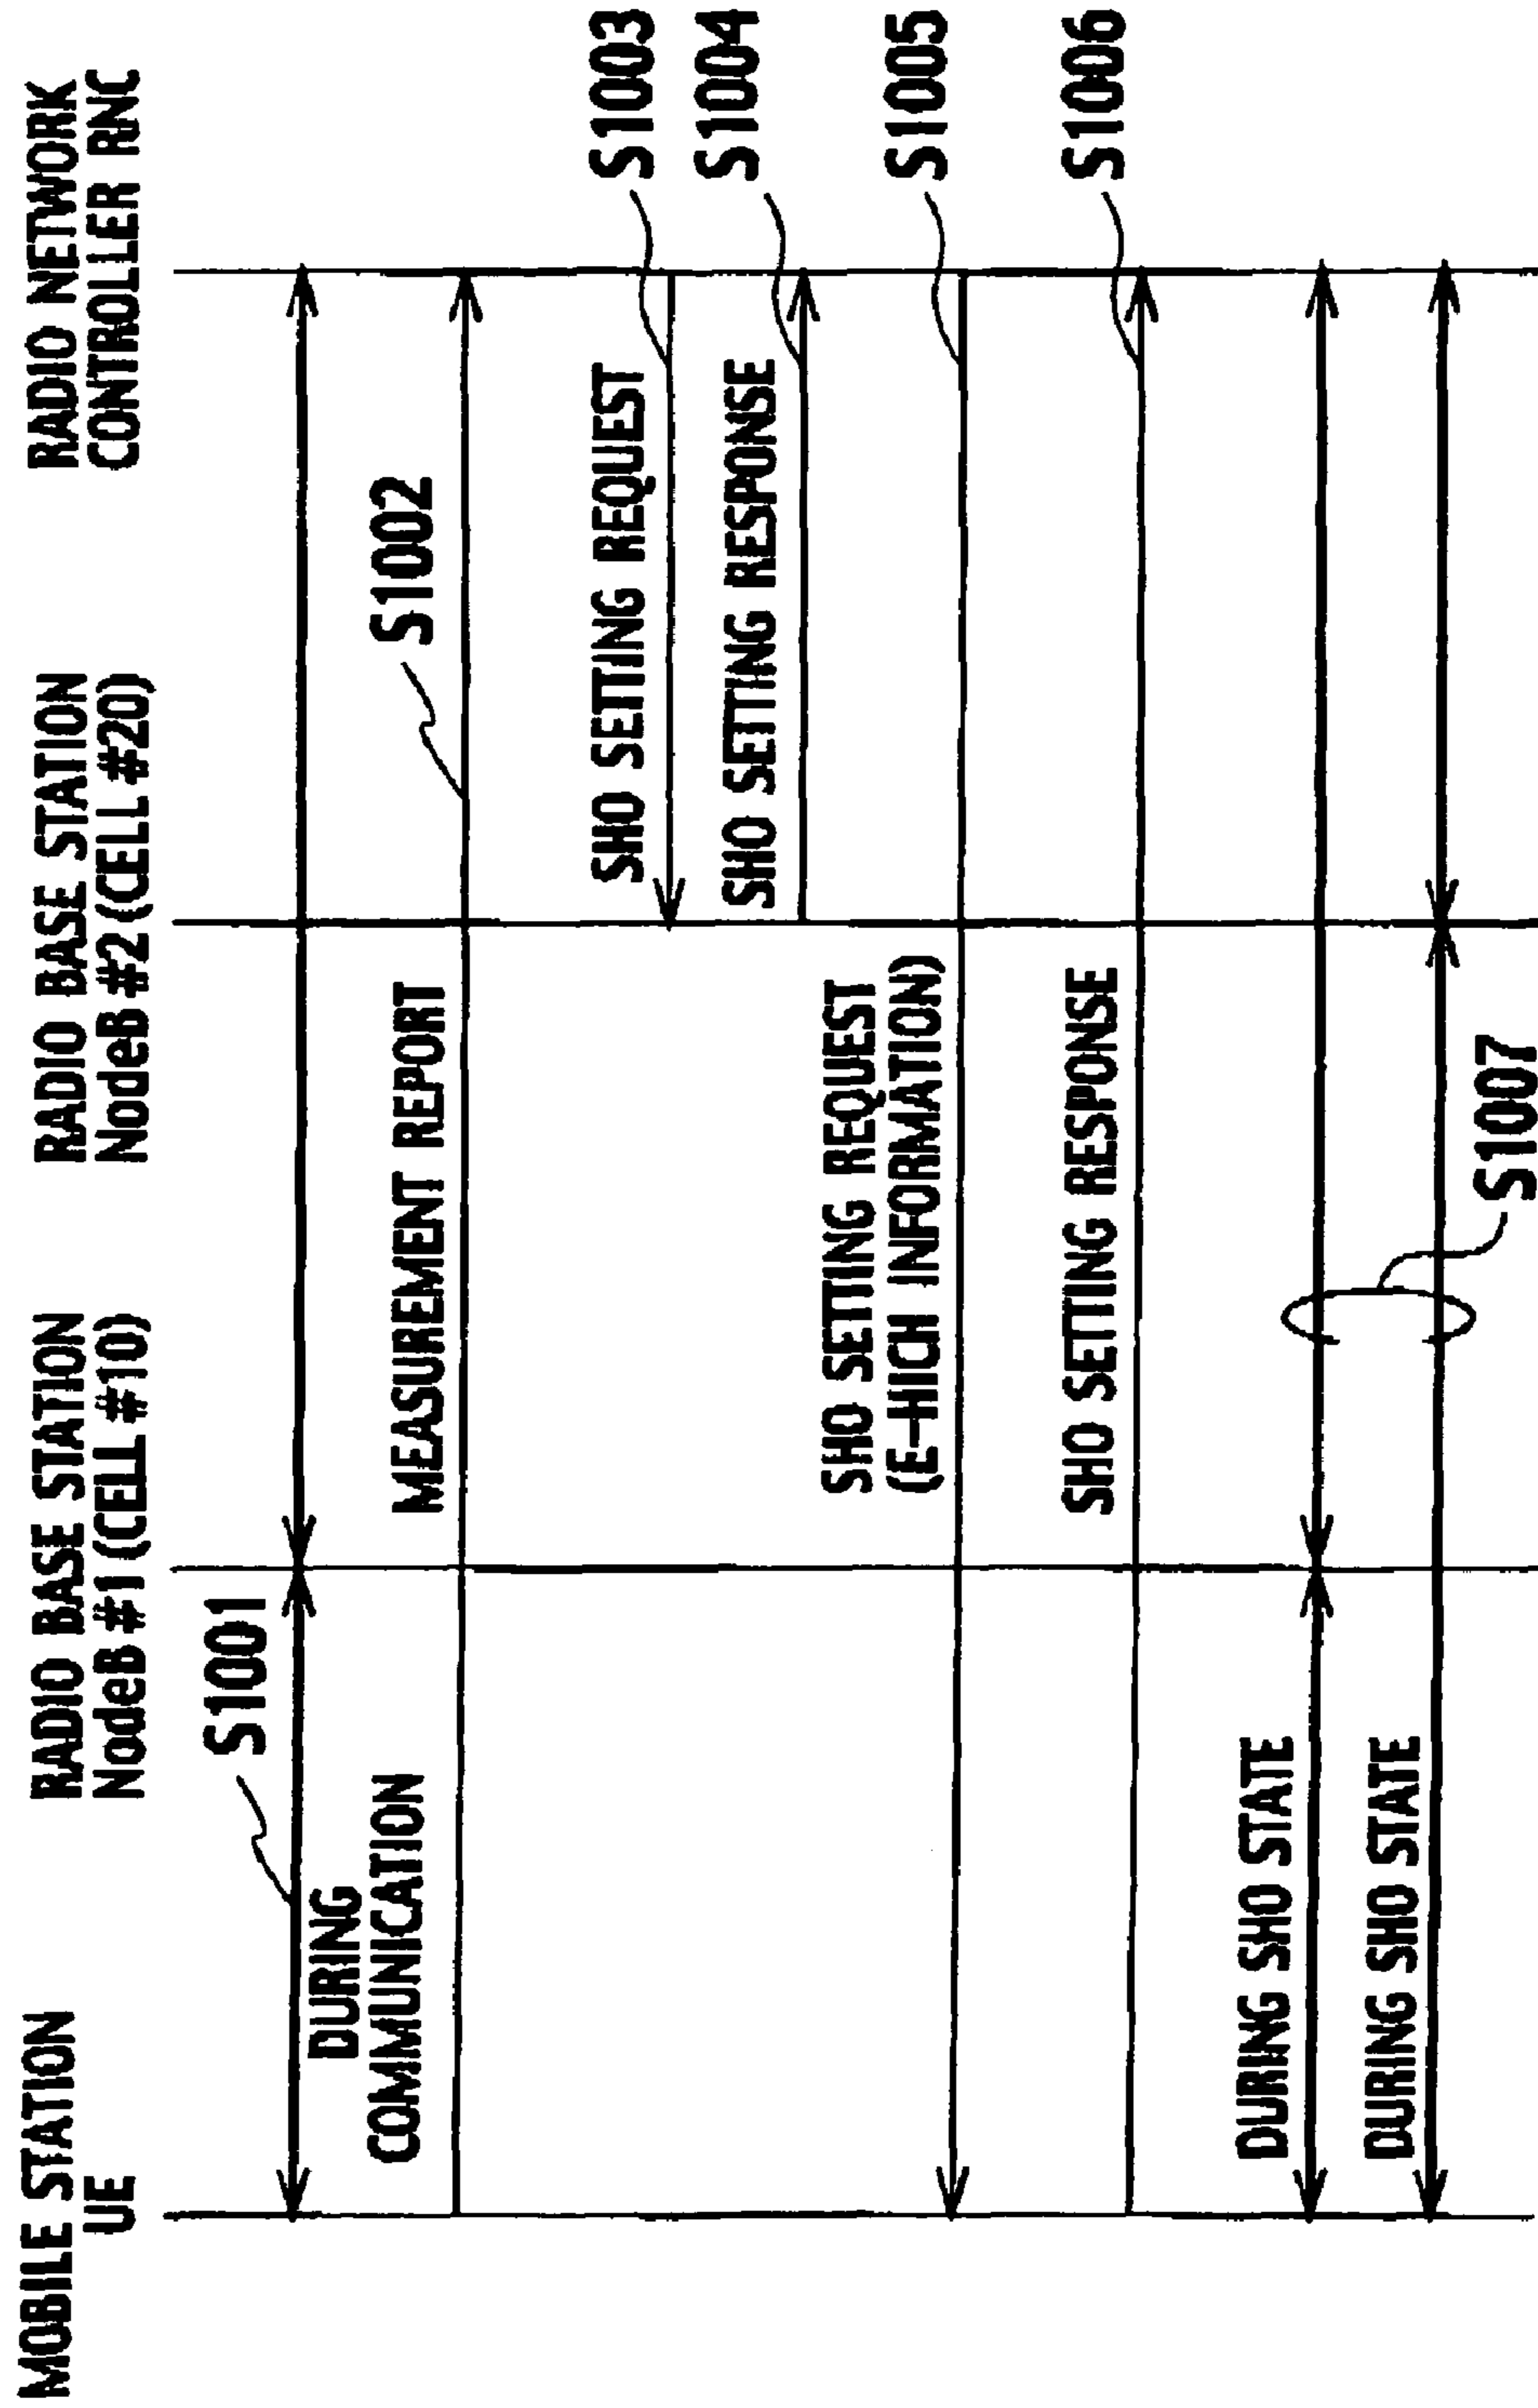 MOBILE STATION
UE
RADIO BASE STATION
NodeB #1 (CELL #10)
RADIO BASE STATION
NodeB #2 (CELL #20)
RADIO NETWORK
CONTROLLER RNC
S1001
DURING
COMMUNICATION
MEASUREMENT REPORT
S1002
SHO SETTING REQUEST
S1003
SHO SETTING RESPONSE
S1004
SHO SETTING REQUEST
(E-HICH INFORMATION)
S1005
SHO SETTING RESPONSE
S1006
DURING SHO STATE
DURING SHO STATE
S1007